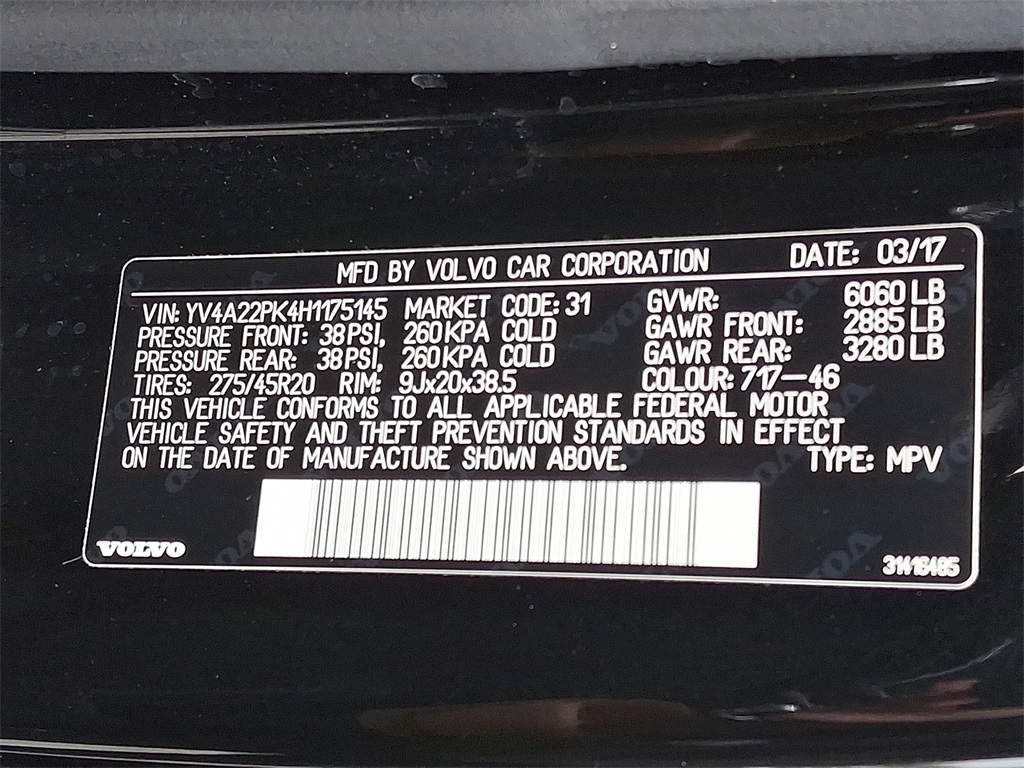 MFD BY VOLVO CAR CORPORATION DATE: 03/17
VIN: YV4A22PK4H1175145 MARKET CODE: 31 GVWR: 6060 LB
PRESSURE FRONT: 38 PSI, 260 KPA COLD GAWR FRONT: 2885 LB
PRESSURE REAR: 38 PSI, 260 KPA COLD GAWR REAR: 3280 LB
TIRES: 275/45R20 RIM: 9Jx20x38.5 COLOUR: 717-46
THIS VEHICLE CONFORMS TO ALL APPLICABLE FEDERAL MOTOR
VEHICLE SAFETY AND THEFT PREVENTION STANDARDS IN EFFECT
ON THE DATE OF MANUFACTURE SHOWN ABOVE. TYPE: MPV
VOLVO 31416485